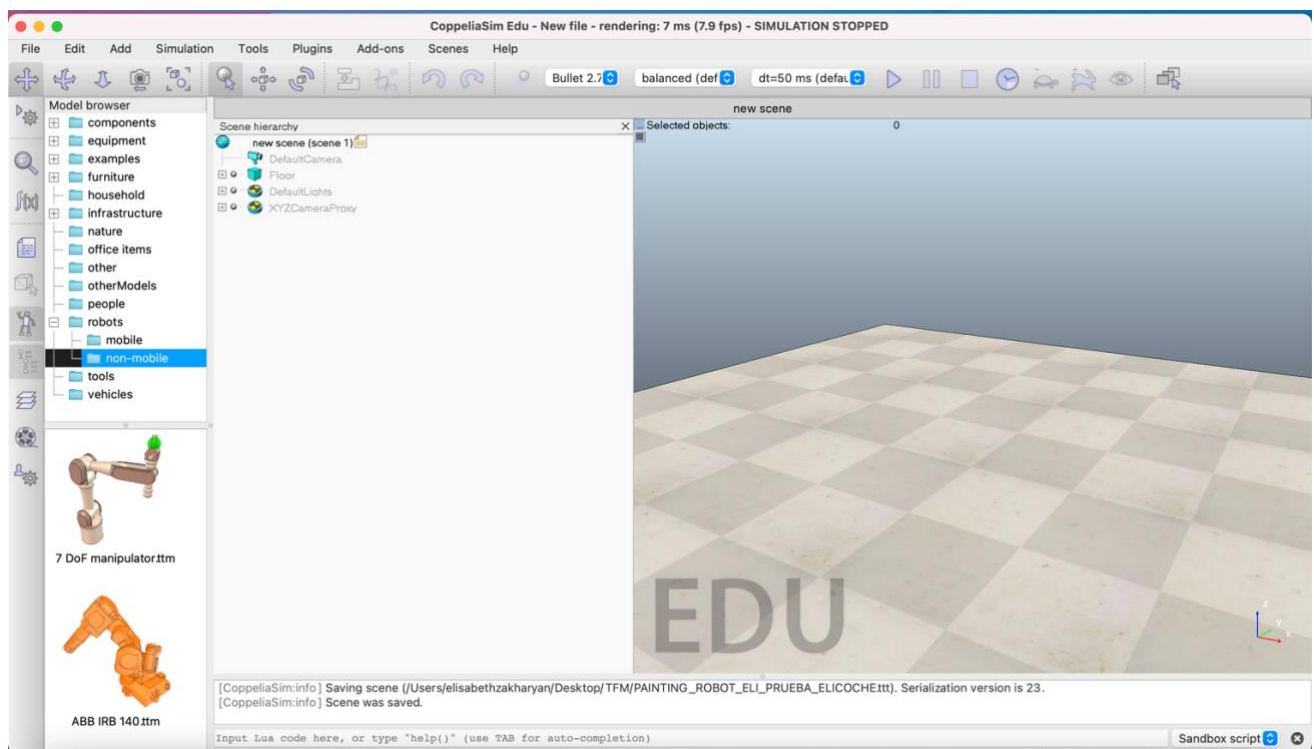 CoppeliaSim Edu - New file - rendering: 7 ms (7.9 fps) - SIMULATION STOPPED
File Edit Add Simulation Tools Plugins Add-ons Scenes Help
Bullet 2.7 balanced (def dt=50 ms (defau
f(x)
Model browser
components
equipment
examples
furniture
household
infrastructure
nature
office items
other
otherModels
people
robots
mobile
non-mobile
tools
vehicles
7 DoF manipulator.ttm
ABB IRB 140.ttm
new scene
Scene hierarchy
new scene (scene 1)
DefaultCamera
Floor
DefaultLights
XYZCameraProxy
Selected objects: 0
EDU
z
Y
x
[CoppeliaSim:info] Saving scene (/Users/elisabethzakharyan/Desktop/TFM/PAINTING_ROBOT_ELI_PRUEBA_ELICOCHE.ttt). Serialization version is 23.
[CoppeliaSim:info] Scene was saved.
Input Lua code here, or type "help()" (use TAB for auto-completion)
Sandbox script